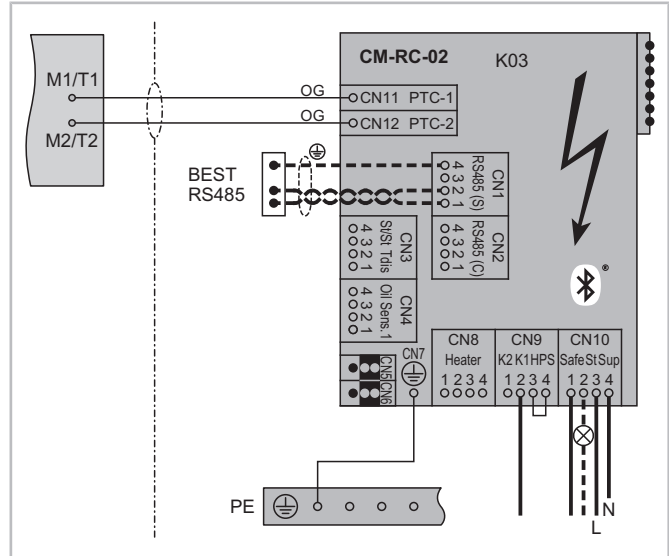 CM-RC-02
K03
M1/T1
OG
CN11 PTC-1
M2/T2
OG
CN12 PTC-2
BEST
RS485
4 3 2 1
RS485 (S)
CN1
4 3 2 1
St/St Tdis
CN3
4 3 2 1
RS485 (C)
CN2
4 3 2 1
Oil Sens.1
CN4
CN5
CN6
CN7
CN8
Heater
1 2 3 4
CN9
K2 K1 HPS
1 2 3 4
CN10
Safe St Sup
1 2 3 4
PE
N
L
®